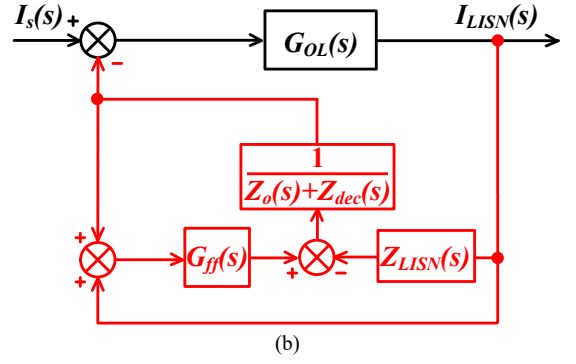 I_s(s) + I_LISN(s)
G_OL(s)
-
1
Z_o(s)+Z_dec(s)
+
G_ff(s) Z_LISN(s)
+ + -
(b)